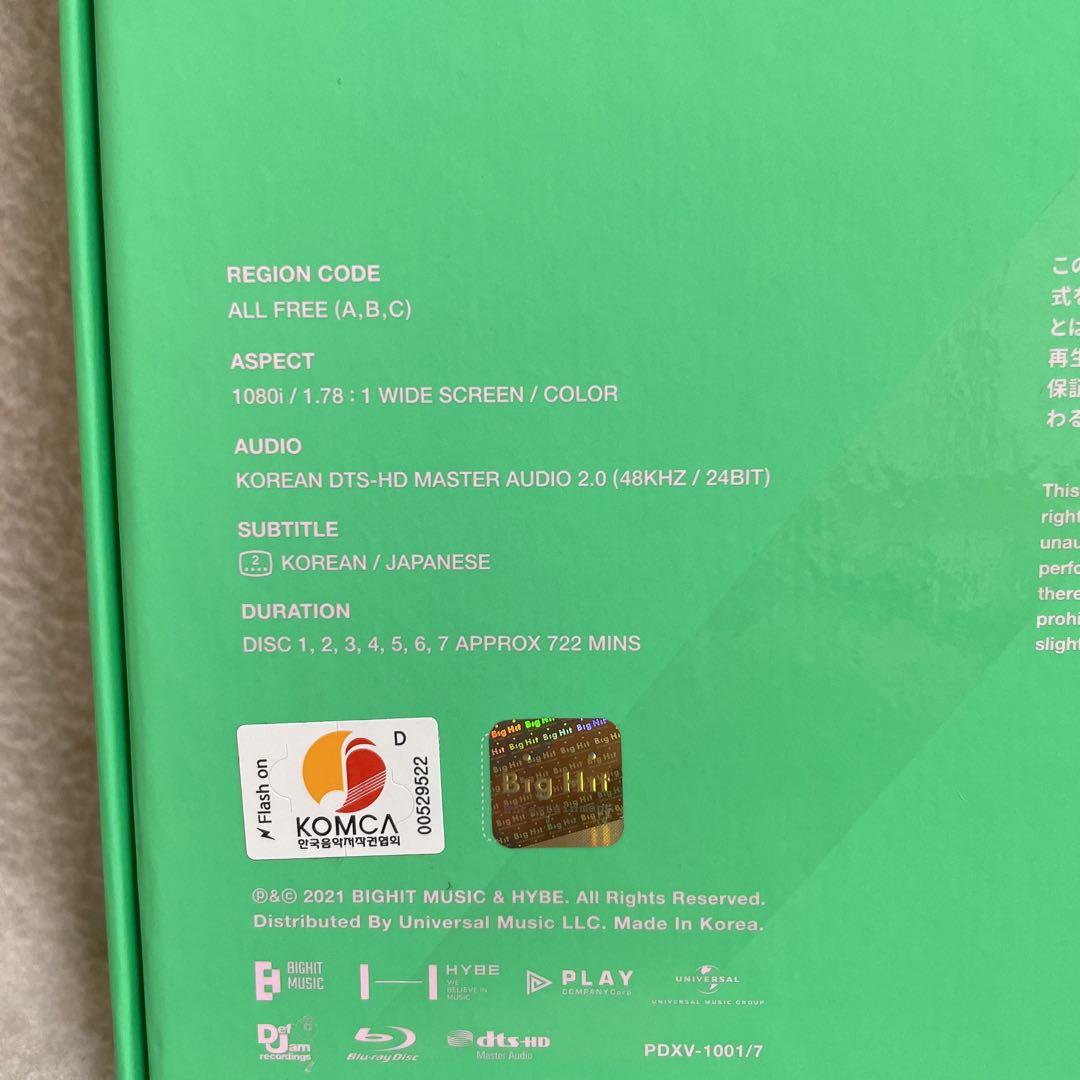 REGION CODE
ALL FREE (A,B,C)
ASPECT
1080i / 1.78 : 1 WIDE SCREEN / COLOR
AUDIO
KOREAN DTS-HD MASTER AUDIO 2.0 (48KHZ / 24BIT)
SUBTITLE
2 KOREAN / JAPANESE
DURATION
DISC 1, 2, 3, 4, 5, 6, 7 APPROX 722 MINS
この
式を
とは
再生
保証
わる
This
right
unau
perfo
there
prohi
slight
Flash on
D
00529522
KOMCA
한국음악저작권협회
Big Hit
Ⓟ&© 2021 BIGHIT MUSIC & HYBE. All Rights Reserved.
Distributed By Universal Music LLC. Made In Korea.
BIGHIT
MUSIC
HYBE
WE
BELIEVE IN
MUSIC
PLAY
COMPANY Corp
UNIVERSAL
UNIVERSAL MUSIC GROUP
Def
Jam
recordings
Blu-ray Disc
dts-HD
Master Audio
PDXV-1001/7